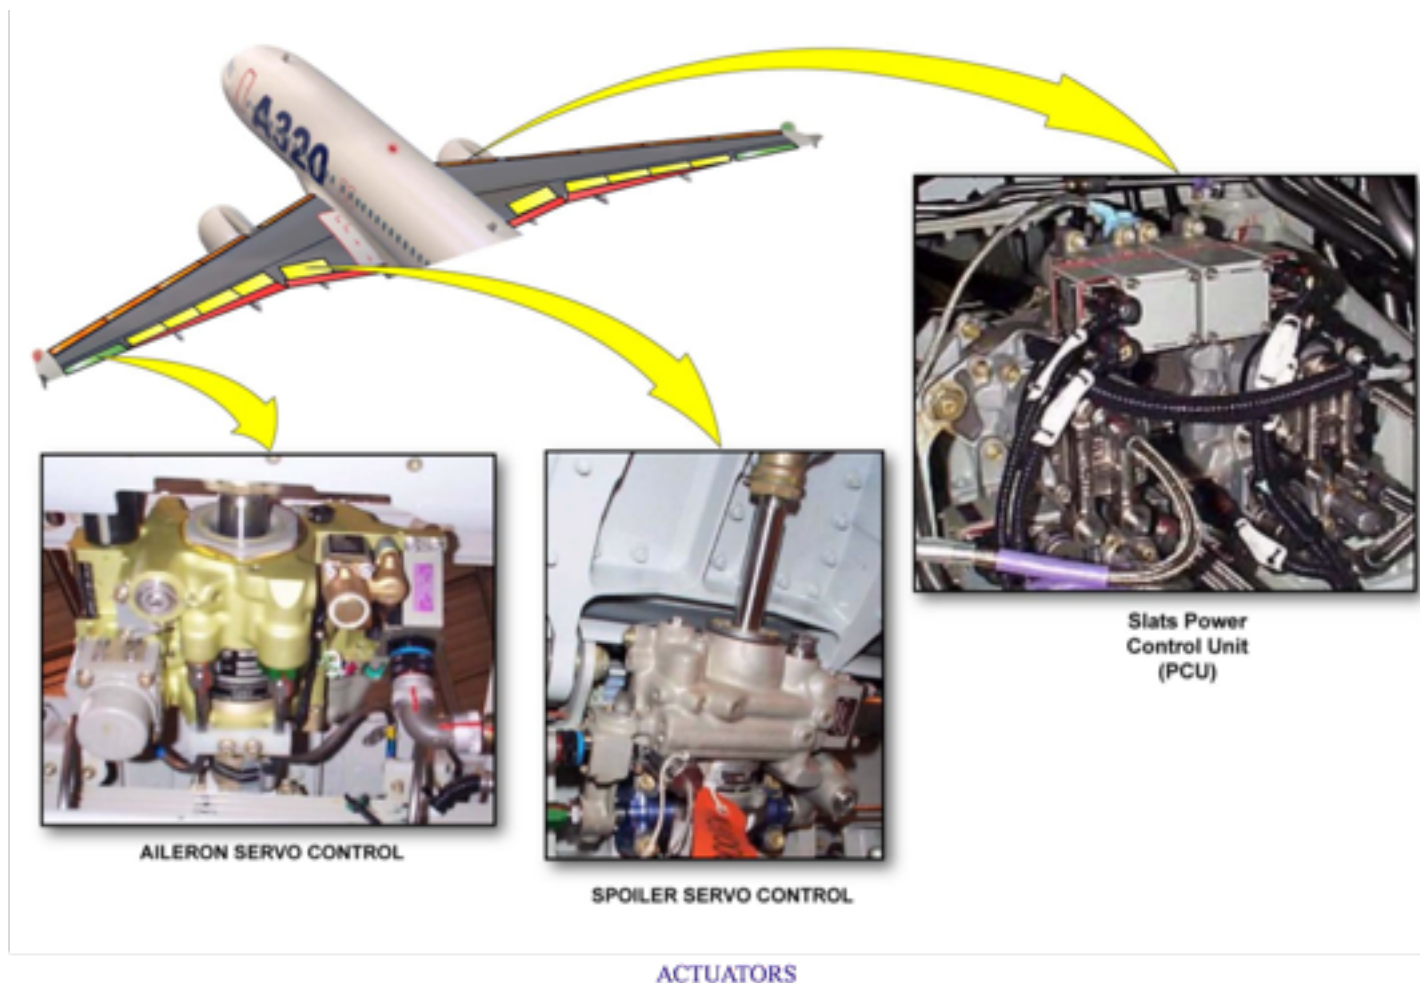 A320
Slats Power
Control Unit
(PCU)
AILERON SERVO CONTROL
SPOILER SERVO CONTROL
ACTUATORS